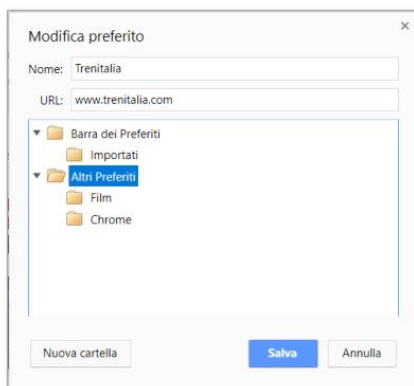 Modifica preferito
Nome: Trenitalia
URL: www.trenitalia.com
Barra dei Preferiti
Importati
Altri Preferiti
Film
Chrome
Nuova cartella Salva Annulla